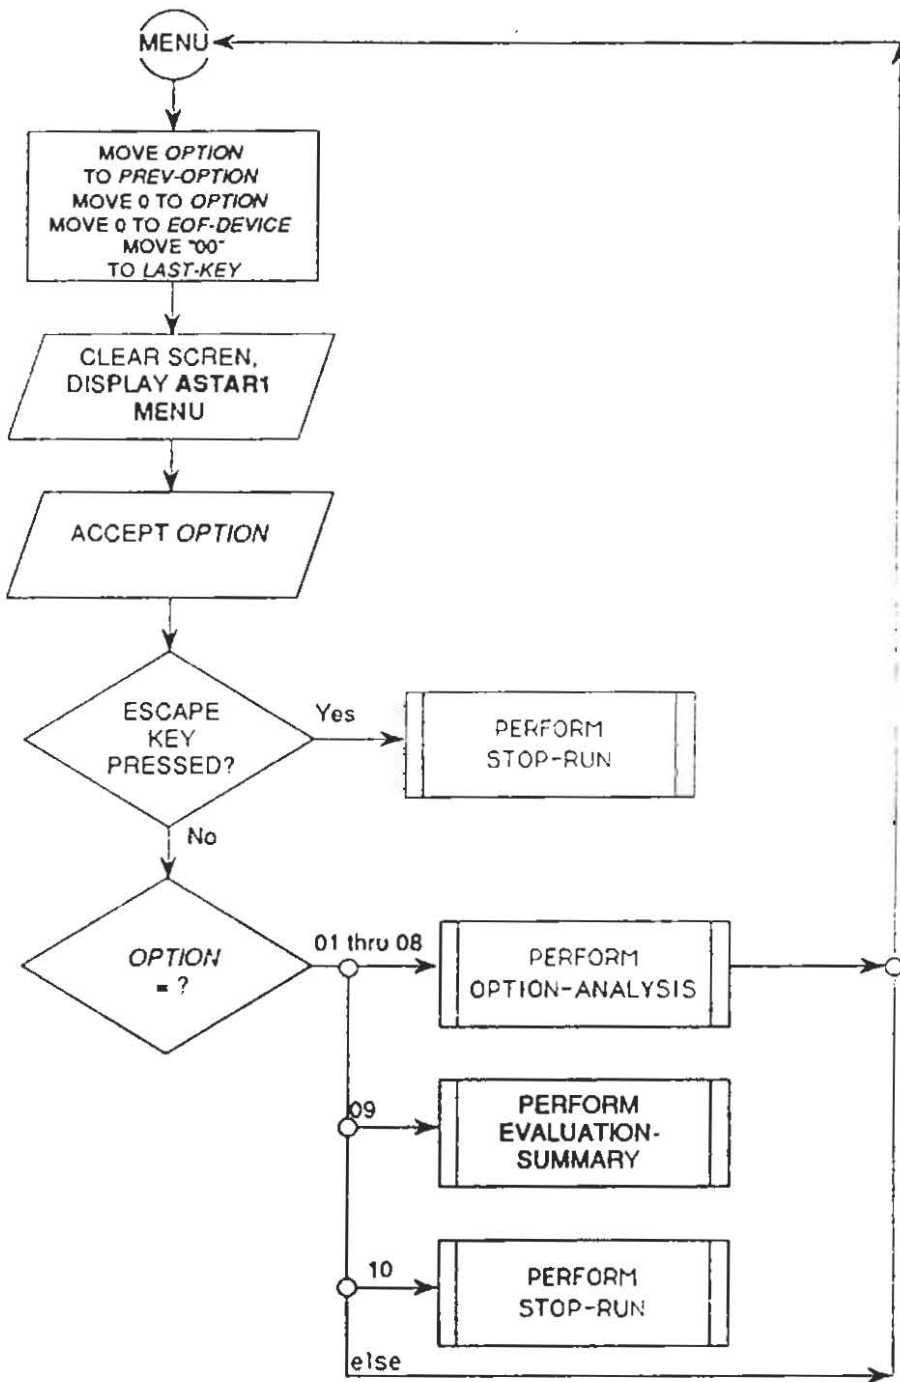 MENU
MOVE OPTION
TO PREV-OPTION
MOVE 0 TO OPTION
MOVE 0 TO EOF-DEVICE
MOVE "00"
TO LAST-KEY
CLEAR SCREN,
DISPLAY ASTAR1
MENU
ACCEPT OPTION
ESCAPE
KEY
PRESSED?
Yes
PERFORM
STOP-RUN
No
OPTION
= ?
01 thru 08
PERFORM
OPTION-ANALYSIS
09
PERFORM
EVALUATION-
SUMMARY
10
PERFORM
STOP-RUN
else